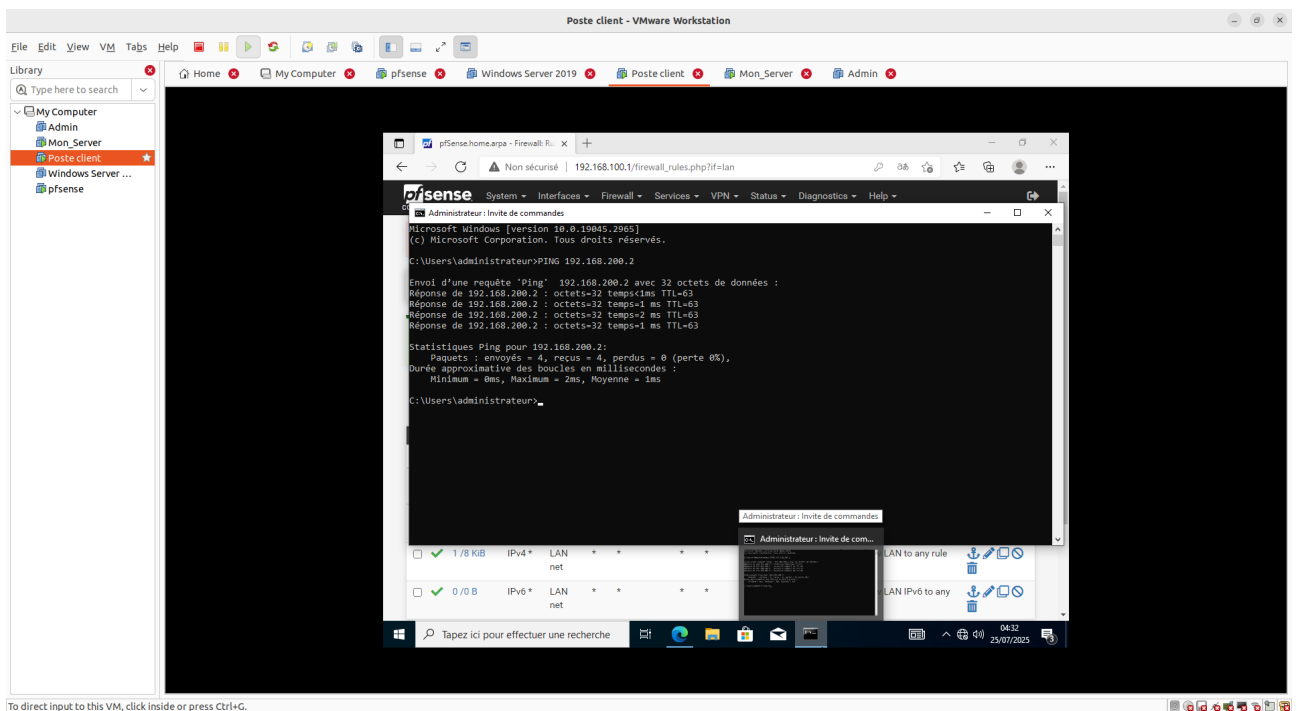 Poste client - VMware Workstation
File Edit View VM Tabs Help
Library
Type here to search
My Computer
Admin
Mon_Server
Poste client
Windows Server ...
pfsense
Home My Computer pfsense Windows Server 2019 Poste client Mon_Server Admin
pfSense.home.arpa - Firewall: Ru
Non sécurisé | 192.168.100.1/firewall_rules.php?if=lan
pfsense System Interfaces Firewall Services VPN Status Diagnostics Help
Administrateur : Invite de commandes
Microsoft Windows [version 10.0.19045.2965]
(c) Microsoft Corporation. Tous droits réservés.
C:\Users\administrateur>PING 192.168.200.2
Envoi d’une requête 'Ping'  192.168.200.2 avec 32 octets de données :
Réponse de 192.168.200.2 : octets=32 temps<1ms TTL=63
Réponse de 192.168.200.2 : octets=32 temps=1 ms TTL=63
Réponse de 192.168.200.2 : octets=32 temps=2 ms TTL=63
Réponse de 192.168.200.2 : octets=32 temps=1 ms TTL=63
Statistiques Ping pour 192.168.200.2:
Paquets : envoyés = 4, reçus = 4, perdus = 0 (perte 0%),
Durée approximative des boucles en millisecondes :
Minimum = 0ms, Maximum = 2ms, Moyenne = 1ms
C:\Users\administrateur>
Administrateur : Invite de commandes
Administrateur : Invite de com...
1 /8 KiB IPv4 * LAN net * * * * LAN to any rule
0 /0 B IPv6 * LAN net * * * * LAN IPv6 to any
Tapez ici pour effectuer une recherche
04:32
25/07/2025
3
To direct input to this VM, click inside or press Ctrl+G.